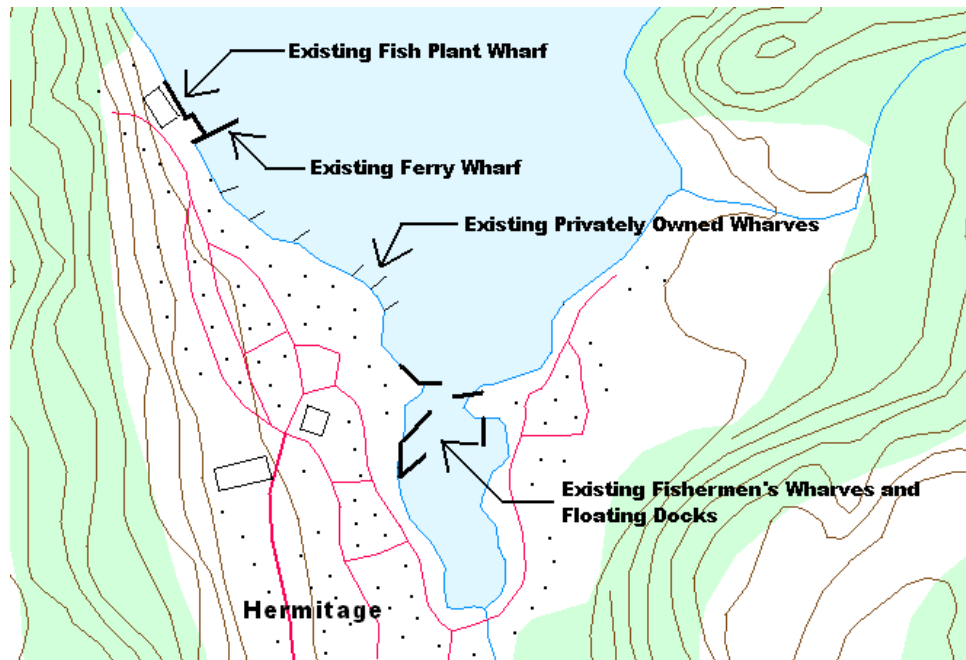 Existing Fish Plant Wharf
Existing Ferry Wharf
Existing Privately Owned Wharves
Existing Fishermen's Wharves and
Floating Docks
Hermitage